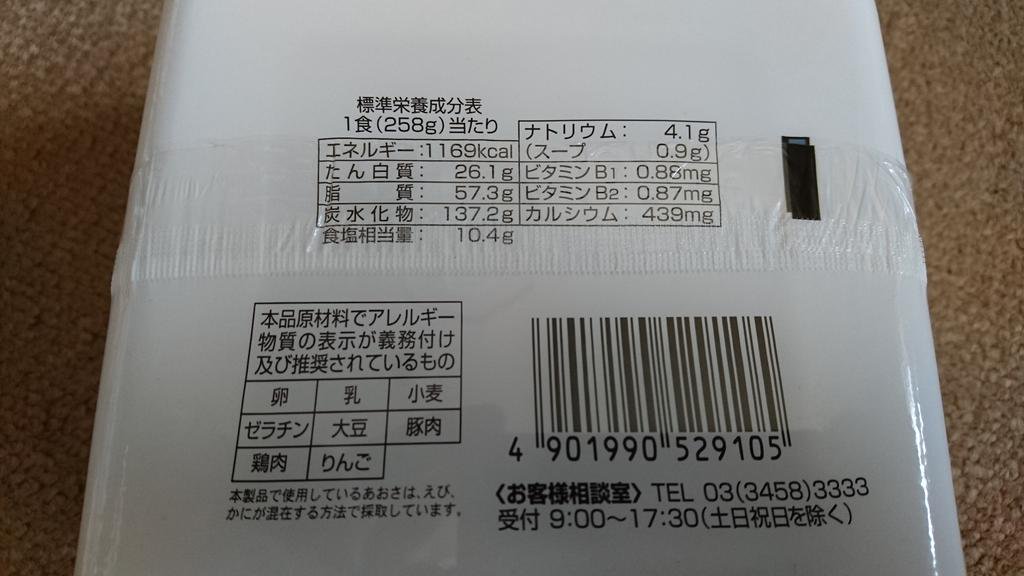 標準栄養成分表
1食(258g)当たり
エネルギー:1169kcal
たん白質: 26.1g
脂 質: 57.3g
炭水化物: 137.2g
食塩相当量: 10.4g
ナトリウム: 4.1g
(スープ 0.9g)
ビタミンB1: 0.88mg
ビタミンB2: 0.87mg
カルシウム: 439mg
本品原材料でアレルギー
物質の表示が義務付け
及び推奨されているもの
卵 乳 小麦
ゼラチン 大豆 豚肉
鶏肉 りんご
本製品で使用しているあおさは、えび、
かにが混在する方法で採取しています。
4 901990 529105
〈お客様相談室〉 TEL 03(3458)3333
受付 9:00〜17:30(土日祝日を除く)